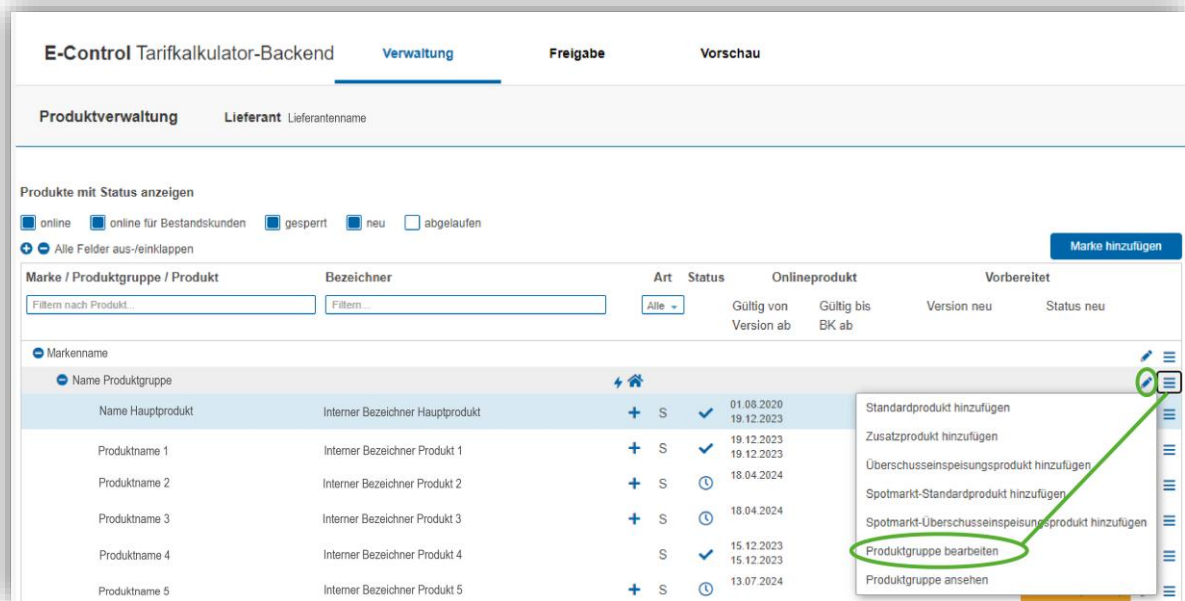 E-Control Tarifkalkulator-Backend Verwaltung Freigabe Vorschau
Produktverwaltung Lieferant Lieferantenname
Produkte mit Status anzeigen
online online für Bestandskunden gesperrt neu abgelaufen
Alle Felder aus-/einklappen
Marke hinzufügen
Marke / Produktgruppe / Produkt Bezeichner Art Status Onlineprodukt Vorbereitet
Filtern nach Produkt... Filtern... Alle Gültig von Gültig bis Version neu Status neu
Version ab BK ab
Markenname
Name Produktgruppe
Name Hauptprodukt Interner Bezeichner Hauptprodukt S 01.08.2020
19.12.2023
Produktname 1 Interner Bezeichner Produkt 1 S 19.12.2023
19.12.2023
Produktname 2 Interner Bezeichner Produkt 2 S 18.04.2024
Produktname 3 Interner Bezeichner Produkt 3 S 18.04.2024
Produktname 4 Interner Bezeichner Produkt 4 S 15.12.2023
15.12.2023
Produktname 5 Interner Bezeichner Produkt 5 S 13.07.2024
Standardprodukt hinzufügen
Zusatzprodukt hinzufügen
Überschusseinspeisungsprodukt hinzufügen
Spotmarkt-Standardprodukt hinzufügen
Spotmarkt-Überschusseinspeisungsprodukt hinzufügen
Produktgruppe bearbeiten
Produktgruppe ansehen